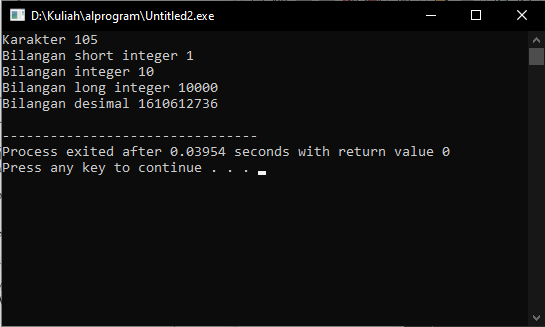 D:\Kuliah\alprogram\Untitled2.exe
Karakter 105
Bilangan short integer 1
Bilangan integer 10
Bilangan long integer 10000
Bilangan desimal 1610612736
--------------------------------
Process exited after 0.03954 seconds with return value 0
Press any key to continue . . .